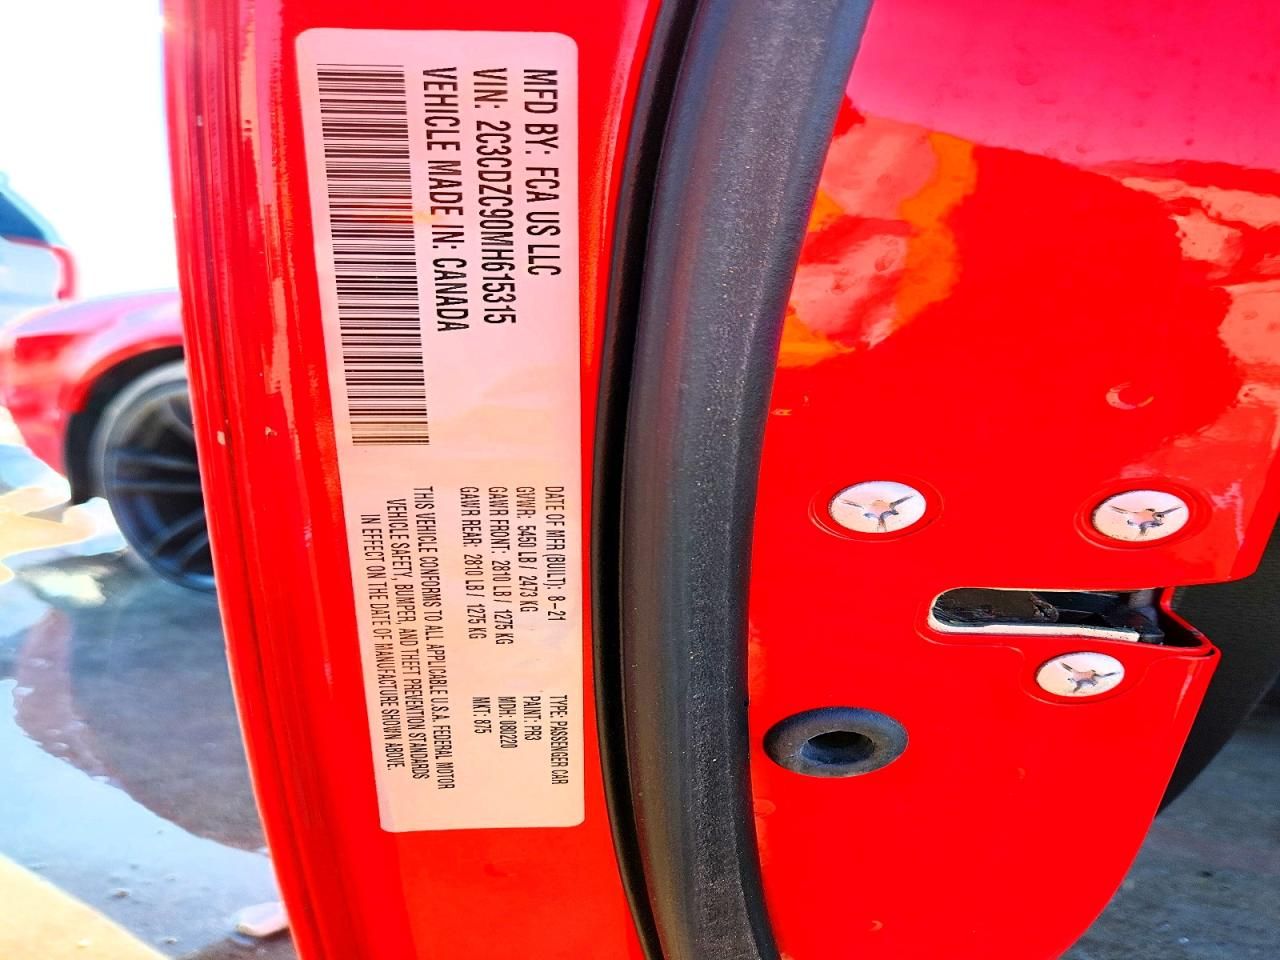 MFD BY: FCA US LLC
VIN: 2C3CDZC90MH615315
VEHICLE MADE IN: CANADA
DATE OF MFR (BUILT): 8-21
GVWR: 5450 LB / 2473 KG
GAWR FRONT: 2810 LB / 1275 KG
GAWR REAR: 2810 LB / 1275 KG
TYPE: PASSENGER CAR
PAINT: PR3
MDH: 080720
MKT: 875
THIS VEHICLE CONFORMS TO ALL APPLICABLE U.S.A. FEDERAL MOTOR
VEHICLE SAFETY, BUMPER, AND THEFT PREVENTION STANDARDS
IN EFFECT ON THE DATE OF MANUFACTURE SHOWN ABOVE.